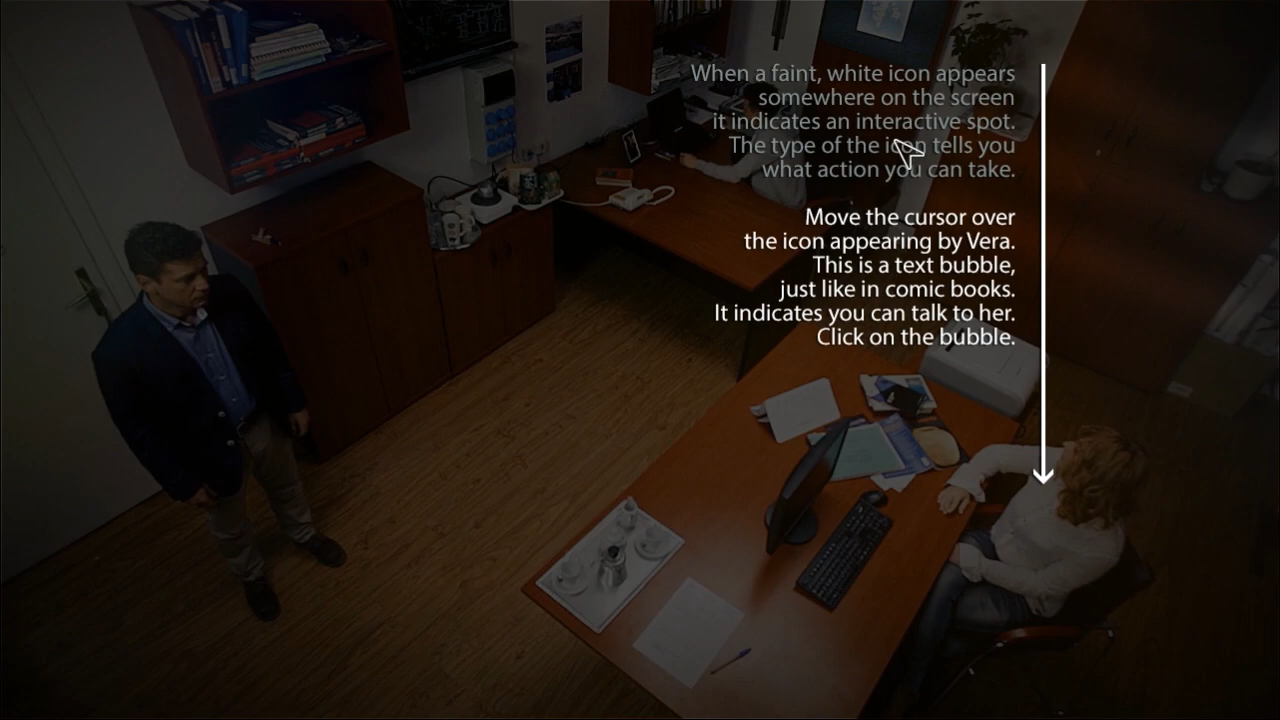 When a faint, white icon appears
somewhere on the screen
it indicates an interactive spot.
The type of the icon tells you
what action you can take.
Move the cursor over
the icon appearing by Vera.
This is a text bubble,
just like in comic books.
It indicates you can talk to her.
Click on the bubble.